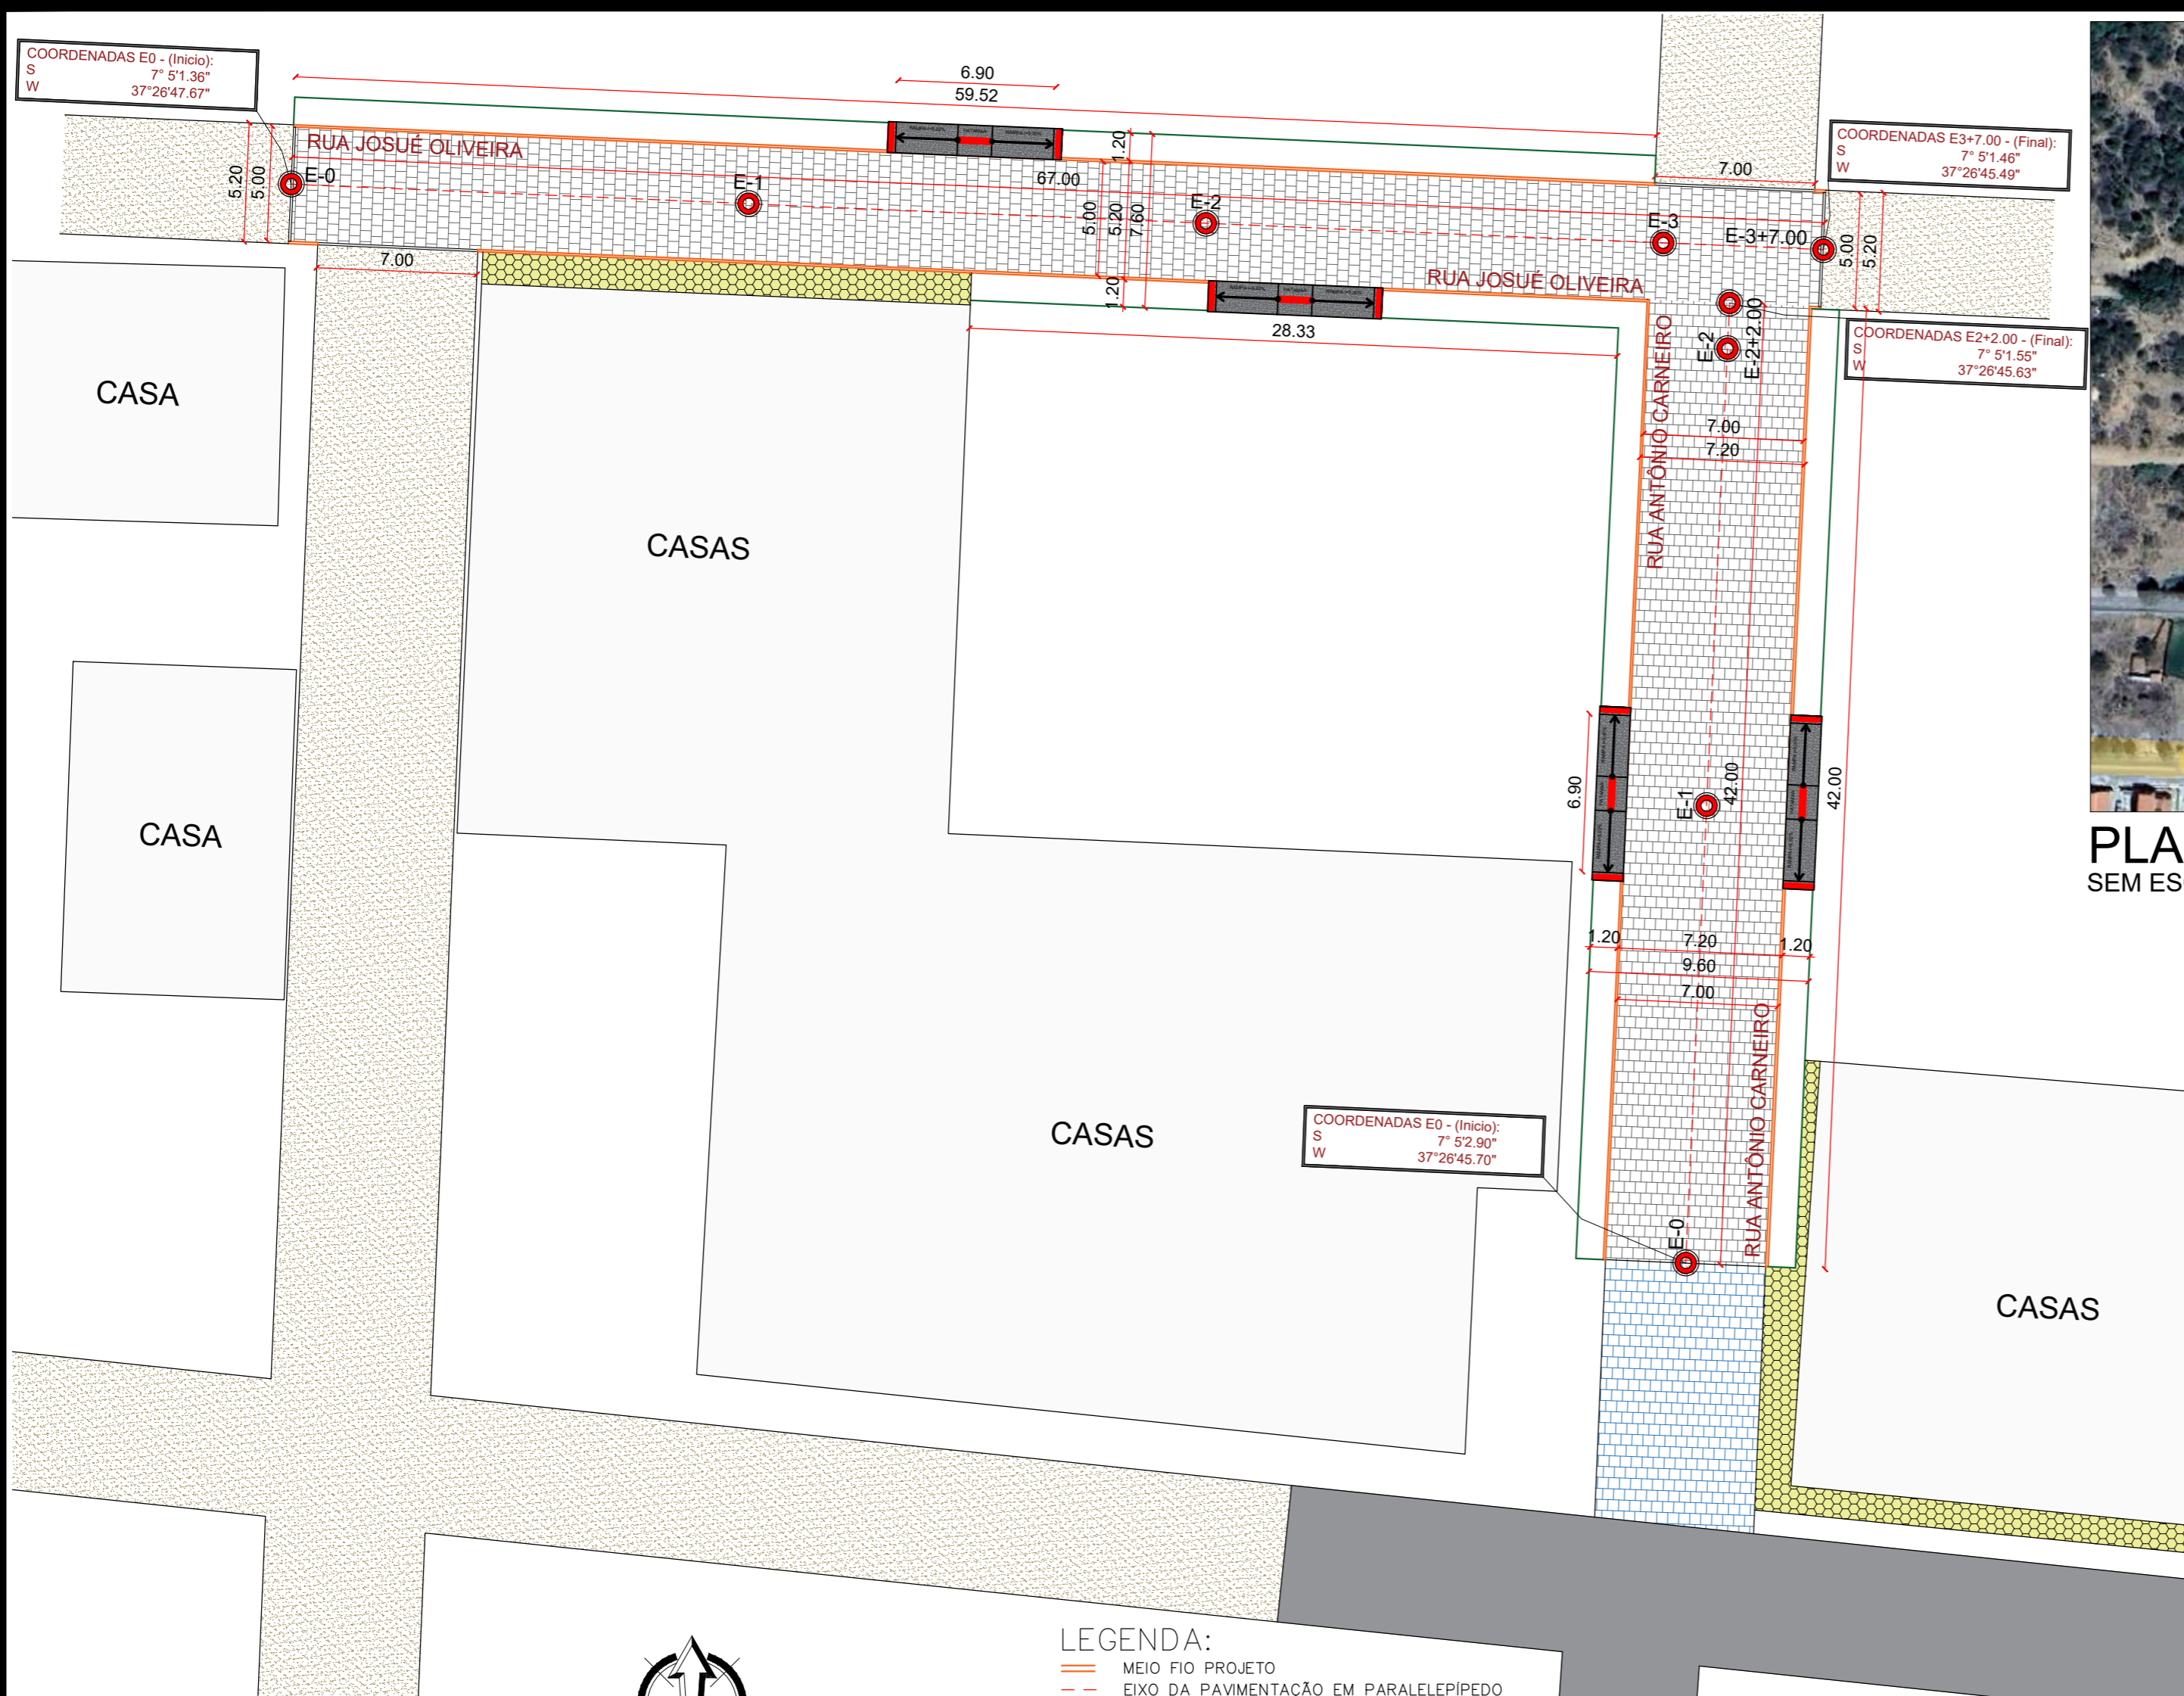 COORDENADAS E0 - (Inicio):
S 7° 5'1.36"
W 37°26'47.67"
6.90
59.52
COORDENADAS E3+7.00 - (Final):
S 7° 5'1.46"
W 37°26'45.49"
RUA JOSUÉ OLIVEIRA
1.20
7.00
5.20
5.00
E-0
E-1
67.00
E-2
5.00
5.20
7.60
E-3
E-3+7.00
5.00
5.20
7.00
1.20
RUA JOSUÉ OLIVEIRA
28.33
COORDENADAS E2+2.00 - (Final):
S 7° 5'1.55"
W 37°26'45.63"
RUA ANTÔNIO CARNEIRO
E-2
E-2+2.00
CASA
7.00
7.20
CASAS
6.90
E-1
42.00
42.00
CASA
PLA
SEM ES
1.20
7.20
1.20
9.60
7.00
RUA ANTÔNIO CARNEIRO
CASAS
COORDENADAS E0 - (Inicio):
S 7° 5'2.90"
W 37°26'45.70"
E-0
CASAS
LEGENDA:
MEIO FIO PROJETO
EIXO DA PAVIMENTAÇÃO EM PARALELEPÍPEDO